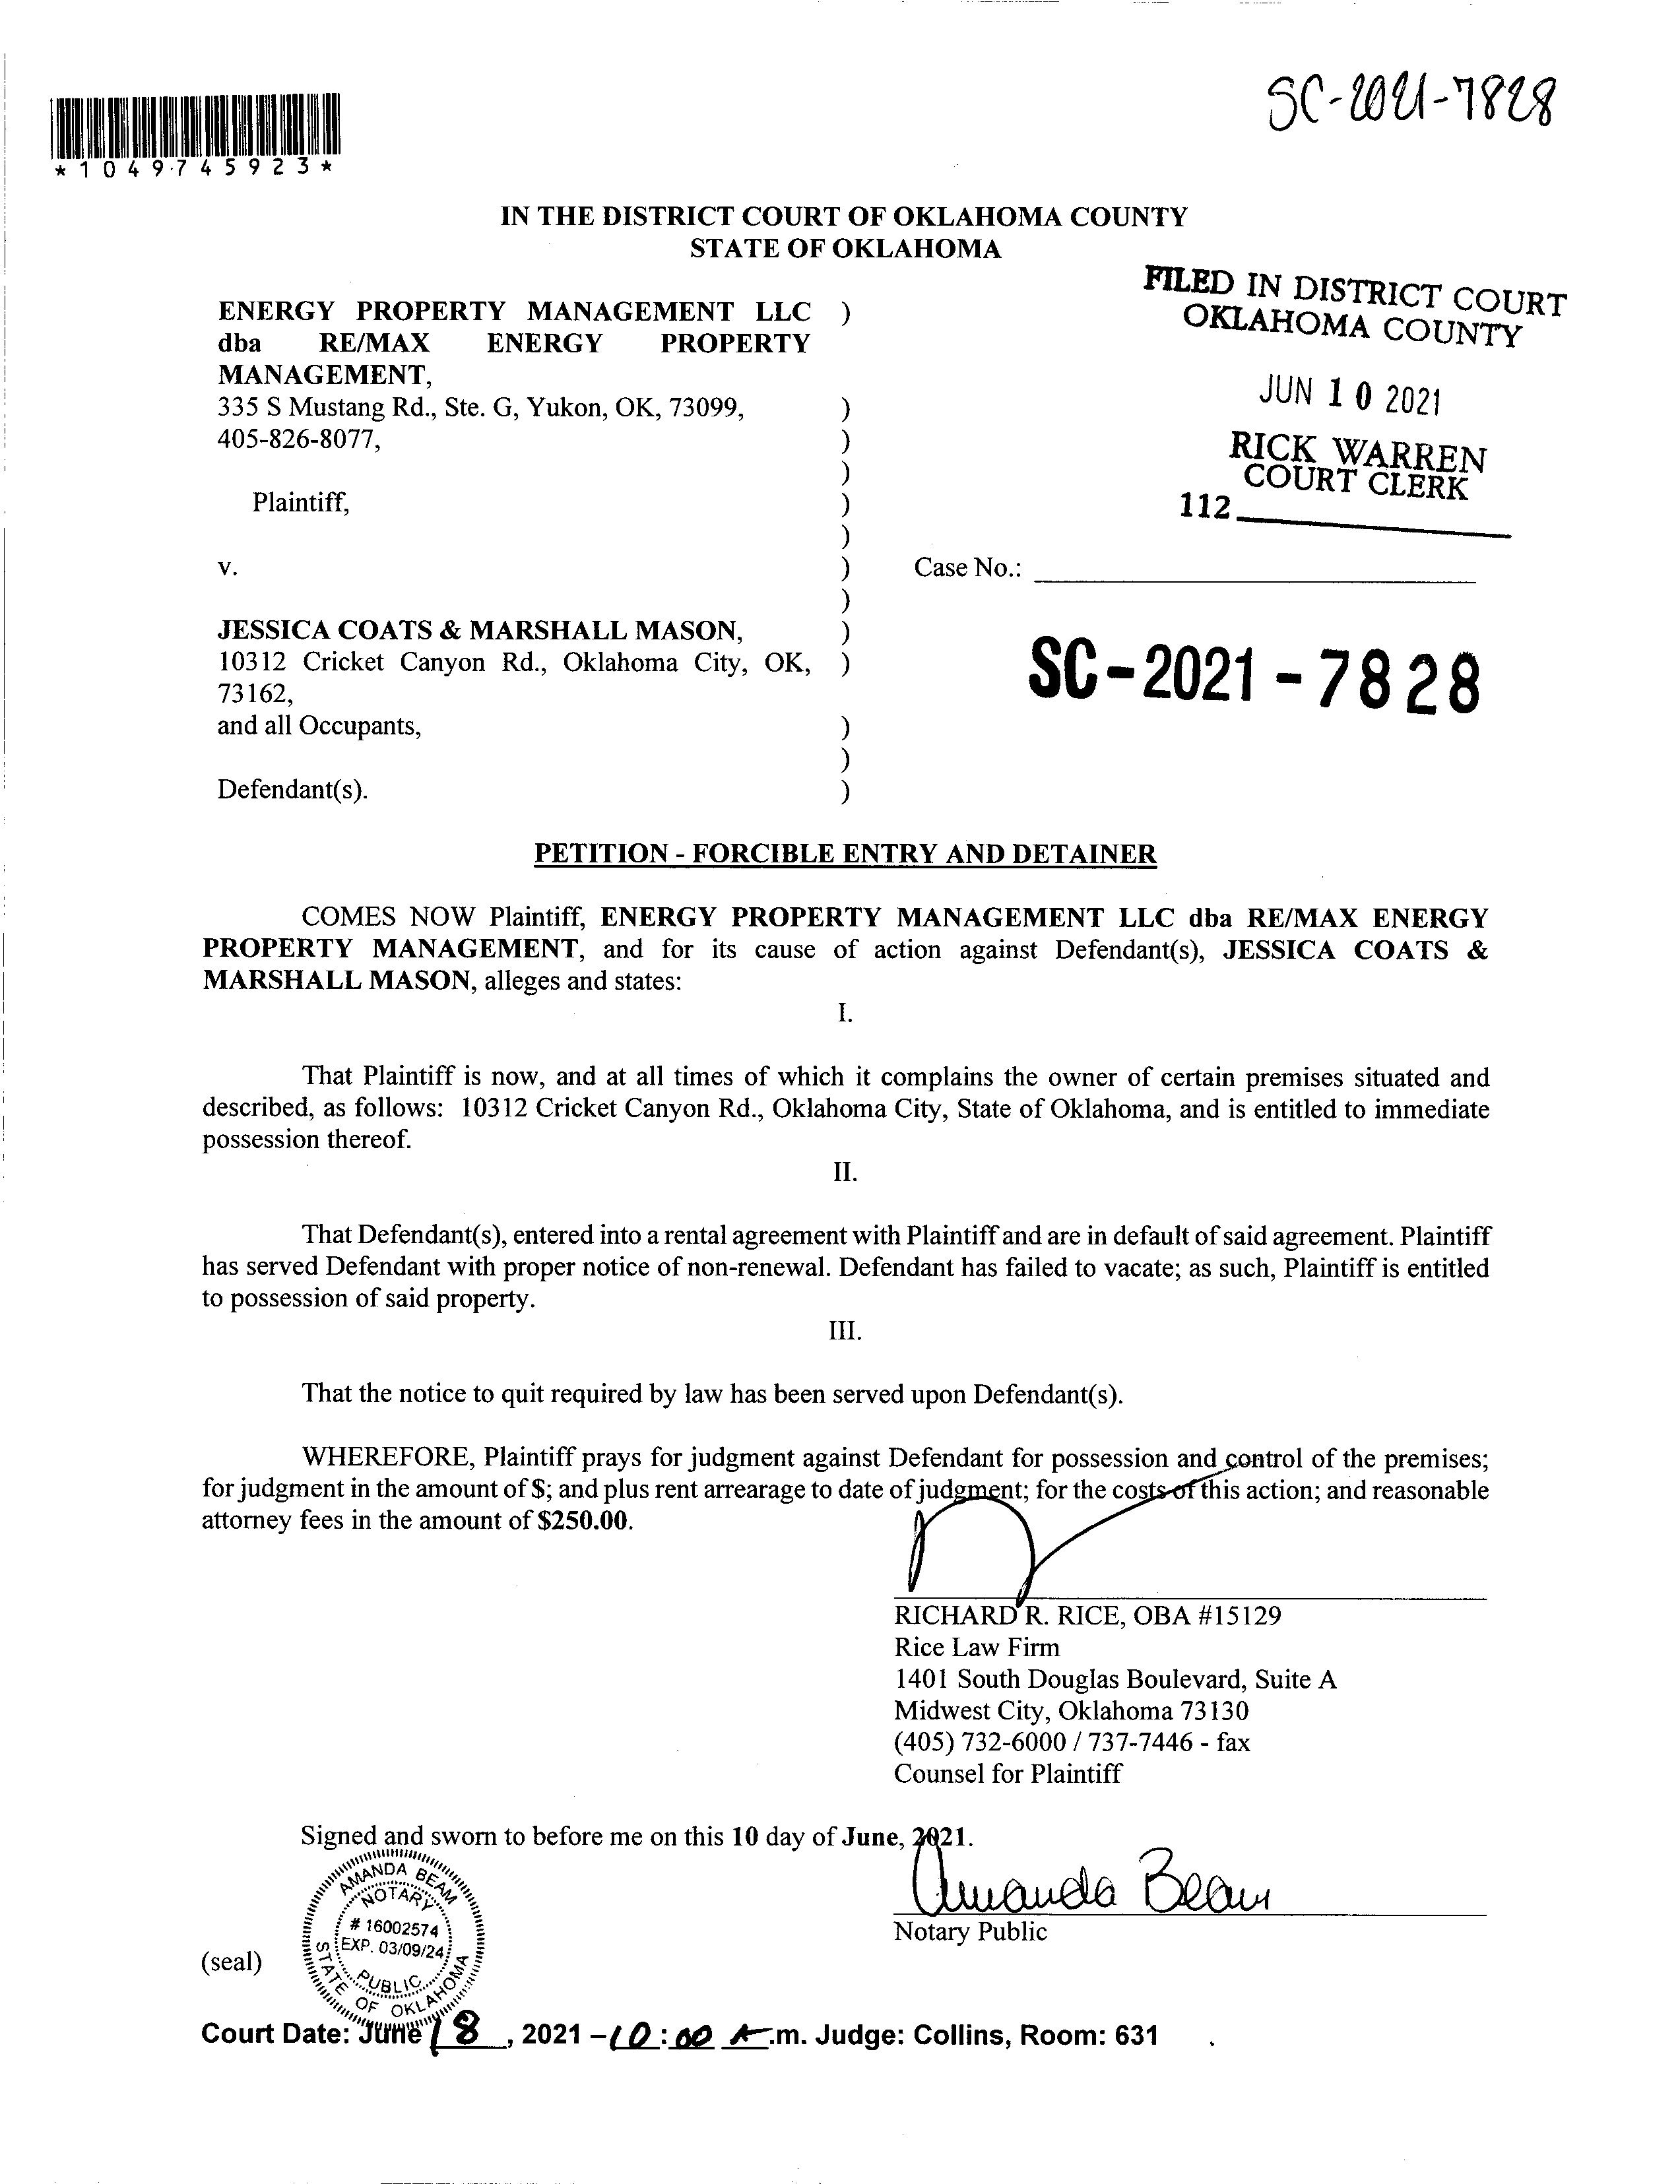 SC-2021-7828
*1049745923*
IN THE DISTRICT COURT OF OKLAHOMA COUNTY
STATE OF OKLAHOMA
FILED IN DISTRICT COURT
OKLAHOMA COUNTY
JUN 10 2021
RICK WARREN
COURT CLERK
112
ENERGY PROPERTY MANAGEMENT LLC )
dba RE/MAX ENERGY PROPERTY
MANAGEMENT,
335 S Mustang Rd., Ste. G, Yukon, OK, 73099, )
405-826-8077, )
)
Plaintiff, )
)
v. ) Case No.:
)
JESSICA COATS & MARSHALL MASON, )
10312 Cricket Canyon Rd., Oklahoma City, OK, )
73162,
and all Occupants, )
)
Defendant(s). )
SC-2021-7828
PETITION - FORCIBLE ENTRY AND DETAINER
COMES NOW Plaintiff, ENERGY PROPERTY MANAGEMENT LLC dba RE/MAX ENERGY
PROPERTY MANAGEMENT, and for its cause of action against Defendant(s), JESSICA COATS &
MARSHALL MASON, alleges and states:
I.
That Plaintiff is now, and at all times of which it complains the owner of certain premises situated and
described, as follows: 10312 Cricket Canyon Rd., Oklahoma City, State of Oklahoma, and is entitled to immediate
possession thereof.
II.
That Defendant(s), entered into a rental agreement with Plaintiff and are in default of said agreement. Plaintiff
has served Defendant with proper notice of non-renewal. Defendant has failed to vacate; as such, Plaintiff is entitled
to possession of said property.
III.
That the notice to quit required by law has been served upon Defendant(s).
WHEREFORE, Plaintiff prays for judgment against Defendant for possession and control of the premises;
for judgment in the amount of $; and plus rent arrearage to date of judgment; for the costs of this action; and reasonable
attorney fees in the amount of $250.00.
RICHARD R. RICE, OBA #15129
Rice Law Firm
1401 South Douglas Boulevard, Suite A
Midwest City, Oklahoma 73130
(405) 732-6000 / 737-7446 - fax
Counsel for Plaintiff
Signed and sworn to before me on this 10 day of June, 2021.
Amanda Beam
Notary Public
(seal)
AMANDA BEAM
NOTARY
# 16002574
EXP. 03/09/24
PUBLIC
STATE OF OKLAHOMA
Court Date: June 18, 2021 - 10:00 A.m. Judge: Collins, Room: 631